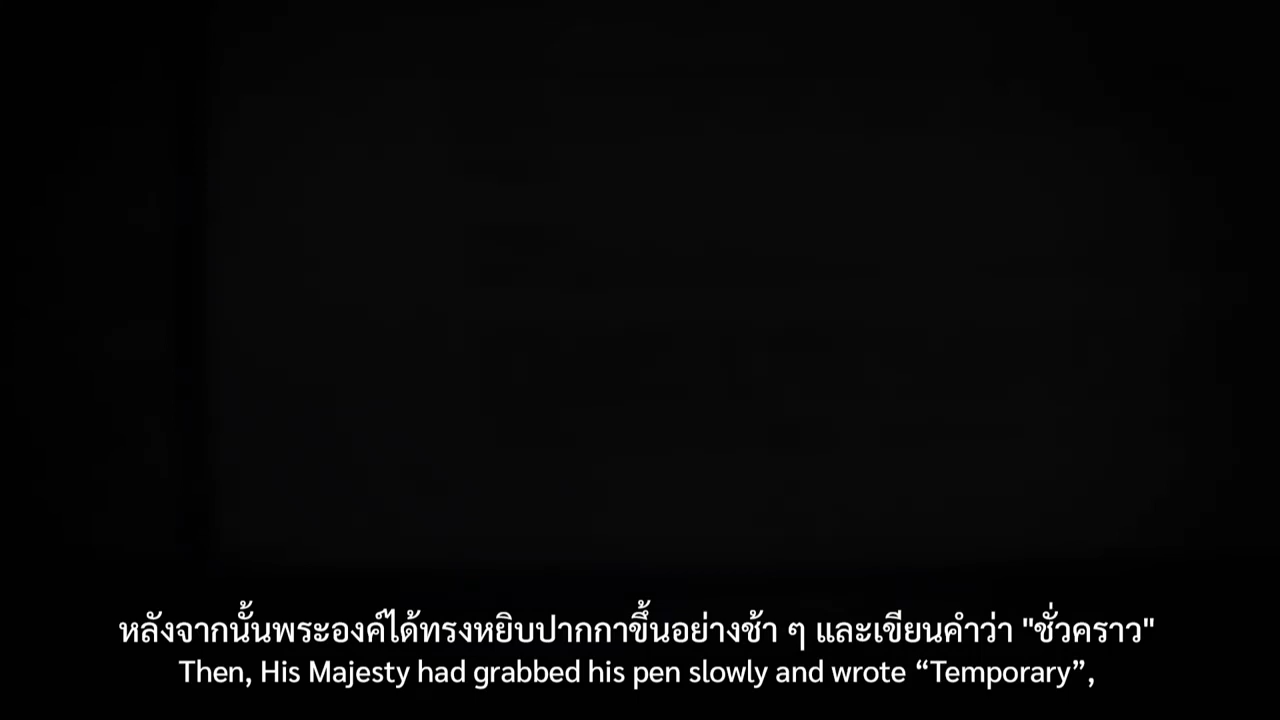 หลังจากนั้นพระองค์ได้ทรงหยิบปากกาขึ้นอย่างช้า ๆ และเขียนคำว่า "ชั่วคราว"
Then, His Majesty had grabbed his pen slowly and wrote “Temporary”,